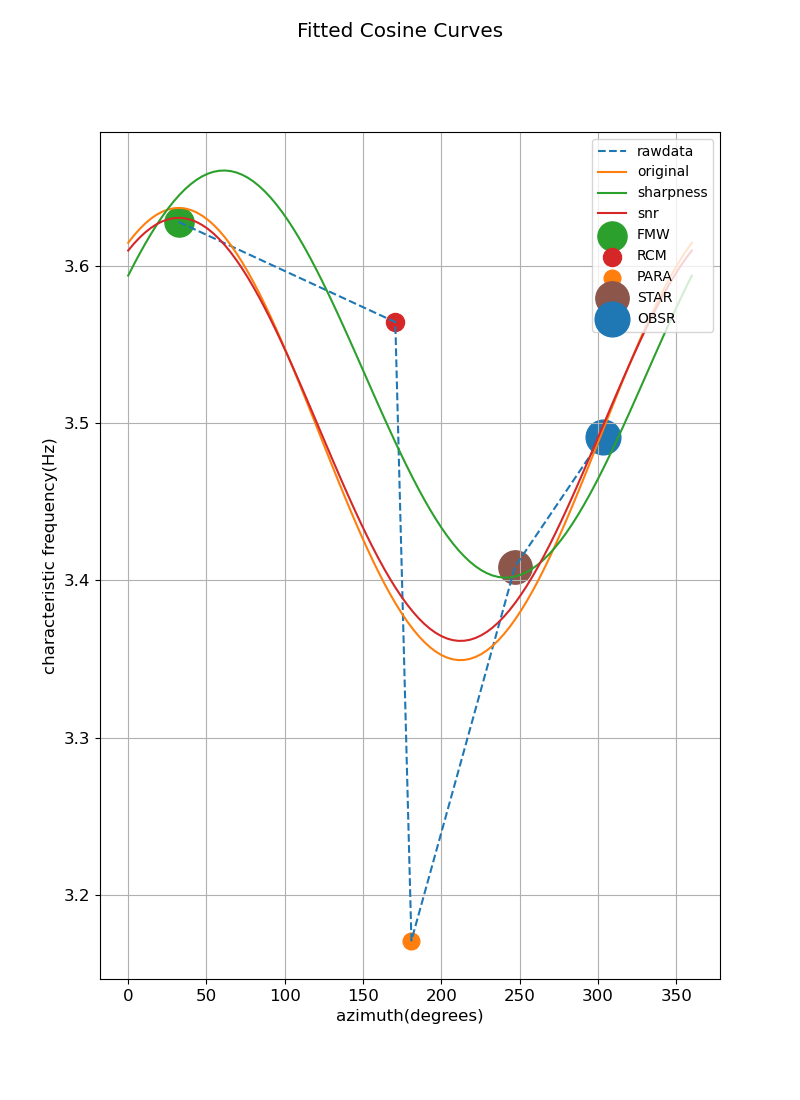 Fitted Cosine Curves
rawdata
original
sharpness
snr
FMW
RCM
PARA
STAR
OBSR
characteristic frequency(Hz)
3.6
3.5
3.4
3.3
3.2
0 50 100 150 200 250 300 350
azimuth(degrees)